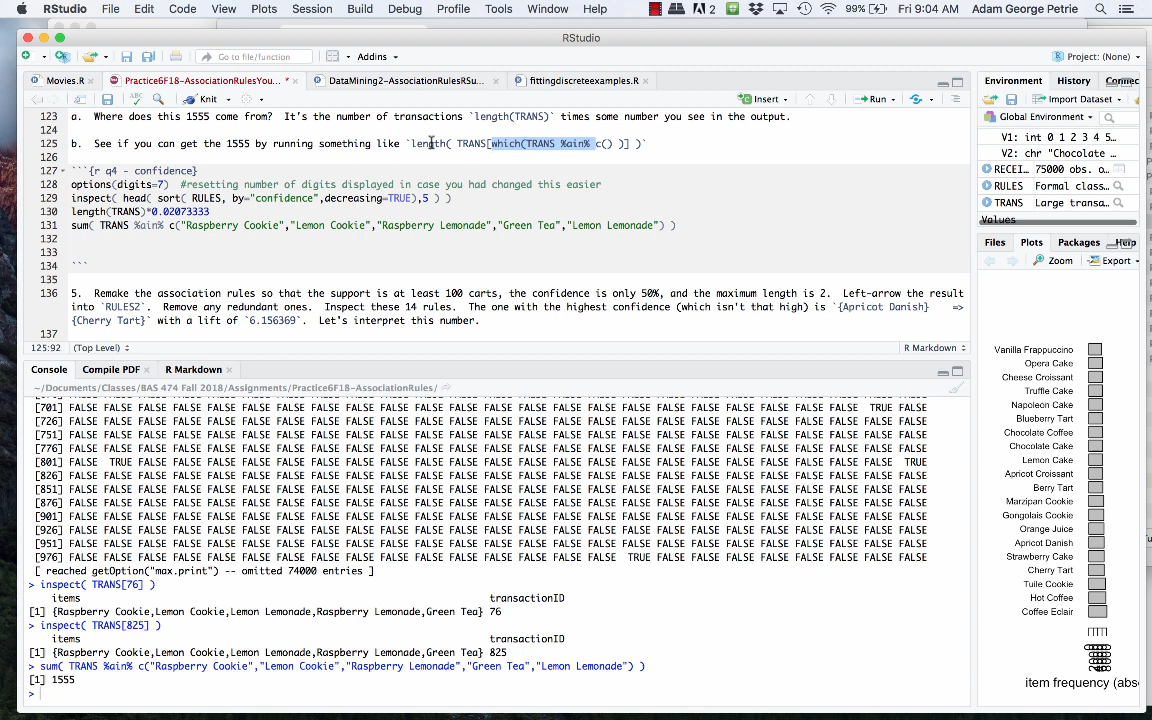 RStudio File Edit Code View Plots Session Build Debug Profile Tools Window Help 2 99% Fri 9:04 AM Adam George Petrie
RStudio
Go to file/function Addins Project: (None)
Movies.R Practice6F18-AssociationRulesYou... * DataMining2-AssociationRulesRSu... fittingdiscreteexamples.R
Knit Insert Run
123 a. Where does this 1555 come from? It's the number of transactions `length(TRANS)` times some number you see in the output.
124
125 b. See if you can get the 1555 by running something like `length( TRANS[which(TRANS %ain% c() )] )`
126
127 ```{r q4 - confidence}
128 options(digits=7) #resetting number of digits displayed in case you had changed this easier
129 inspect( head( sort( RULES, by="confidence",decreasing=TRUE),5 ) )
130 length(TRANS)*0.02073333
131 sum( TRANS %ain% c("Raspberry Cookie","Lemon Cookie","Raspberry Lemonade","Green Tea","Lemon Lemonade") )
132
133
134 ```
135
136 5. Remake the association rules so that the support is at least 100 carts, the confidence is only 50%, and the maximum length is 2. Left-arrow the result
into `RULES2`. Remove any redundant ones. Inspect these 14 rules. The one with the highest confidence (which isn't that high) is `{Apricot Danish} =>
{Cherry Tart}` with a lift of `6.156369`. Let's interpret this number.
137
125:92 (Top Level) R Markdown
Console Compile PDF R Markdown
~/Documents/Classes/BAS 474 Fall 2018/Assignments/Practice6F18-AssociationRules/
[701] FALSE FALSE FALSE FALSE FALSE FALSE FALSE FALSE FALSE FALSE FALSE FALSE FALSE FALSE FALSE FALSE FALSE FALSE FALSE FALSE FALSE FALSE FALSE TRUE FALSE
[726] FALSE FALSE FALSE FALSE FALSE FALSE FALSE FALSE FALSE FALSE FALSE FALSE FALSE FALSE FALSE FALSE FALSE FALSE FALSE FALSE FALSE FALSE FALSE FALSE FALSE
[751] FALSE FALSE FALSE FALSE FALSE FALSE FALSE FALSE FALSE FALSE FALSE FALSE FALSE FALSE FALSE FALSE FALSE FALSE FALSE FALSE FALSE FALSE FALSE FALSE FALSE
[776] FALSE FALSE FALSE FALSE FALSE FALSE FALSE FALSE FALSE FALSE FALSE FALSE FALSE FALSE FALSE FALSE FALSE FALSE FALSE FALSE FALSE FALSE FALSE FALSE FALSE
[801] FALSE TRUE FALSE FALSE FALSE FALSE FALSE FALSE FALSE FALSE FALSE FALSE FALSE FALSE FALSE FALSE FALSE FALSE FALSE FALSE FALSE FALSE FALSE FALSE TRUE
[826] FALSE FALSE FALSE FALSE FALSE FALSE FALSE FALSE FALSE FALSE FALSE FALSE FALSE FALSE FALSE FALSE FALSE FALSE FALSE FALSE FALSE FALSE FALSE FALSE FALSE
[851] FALSE FALSE FALSE FALSE FALSE FALSE FALSE FALSE FALSE FALSE FALSE FALSE FALSE FALSE FALSE FALSE FALSE FALSE FALSE FALSE FALSE FALSE FALSE FALSE FALSE
[876] FALSE FALSE FALSE FALSE FALSE FALSE FALSE FALSE FALSE FALSE FALSE FALSE FALSE FALSE FALSE FALSE FALSE FALSE FALSE FALSE FALSE FALSE FALSE FALSE FALSE
[901] FALSE FALSE FALSE FALSE FALSE FALSE FALSE FALSE FALSE FALSE FALSE FALSE FALSE FALSE FALSE FALSE FALSE FALSE FALSE FALSE FALSE FALSE FALSE FALSE FALSE
[926] FALSE FALSE FALSE FALSE FALSE FALSE FALSE FALSE FALSE FALSE FALSE FALSE FALSE FALSE FALSE FALSE FALSE FALSE FALSE FALSE FALSE FALSE FALSE FALSE FALSE
[951] FALSE FALSE FALSE FALSE FALSE FALSE FALSE FALSE FALSE FALSE FALSE FALSE FALSE FALSE FALSE FALSE FALSE FALSE FALSE FALSE FALSE FALSE FALSE FALSE FALSE
[976] FALSE FALSE FALSE FALSE FALSE FALSE FALSE FALSE FALSE FALSE FALSE FALSE FALSE FALSE FALSE FALSE TRUE FALSE FALSE FALSE FALSE FALSE FALSE FALSE FALSE
[ reached getOption("max.print") -- omitted 74000 entries ]
> inspect( TRANS[76] )
items transactionID
[1] {Raspberry Cookie,Lemon Cookie,Lemon Lemonade,Raspberry Lemonade,Green Tea} 76
> inspect( TRANS[825] )
items transactionID
[1] {Raspberry Cookie,Lemon Cookie,Lemon Lemonade,Raspberry Lemonade,Green Tea} 825
> sum( TRANS %ain% c("Raspberry Cookie","Lemon Cookie","Raspberry Lemonade","Green Tea","Lemon Lemonade") )
[1] 1555
>
Environment History Connec
Import Dataset
Global Environment
V1: int 0 1 2 3 4 5...
V2: chr "Chocolate ...
RECEI... 75000 obs. o...
RULES Formal class...
TRANS Large transa...
Values
Files Plots Packages Help
Zoom Export
Vanilla Frappuccino
Opera Cake
Cheese Croissant
Truffle Cake
Napoleon Cake
Blueberry Tart
Chocolate Coffee
Chocolate Cake
Lemon Cake
Apricot Croissant
Berry Tart
Marzipan Cookie
Gongolais Cookie
Orange Juice
Apricot Danish
Strawberry Cake
Cherry Tart
Tuile Cookie
Hot Coffee
Coffee Eclair
item frequency (abs